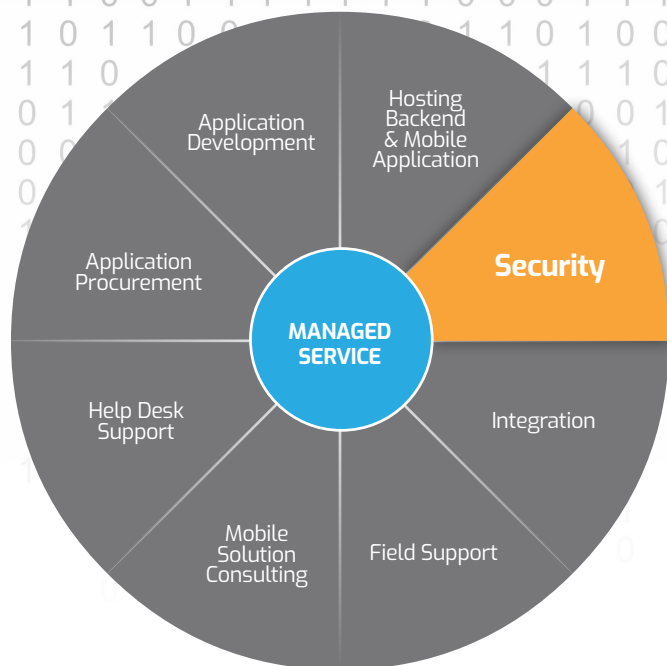 Hosting
Backend
& Mobile
Application
Application
Development
Security
Application
Procurement
MANAGED
SERVICE
Help Desk
Support
Integration
Mobile
Solution
Consulting
Field Support